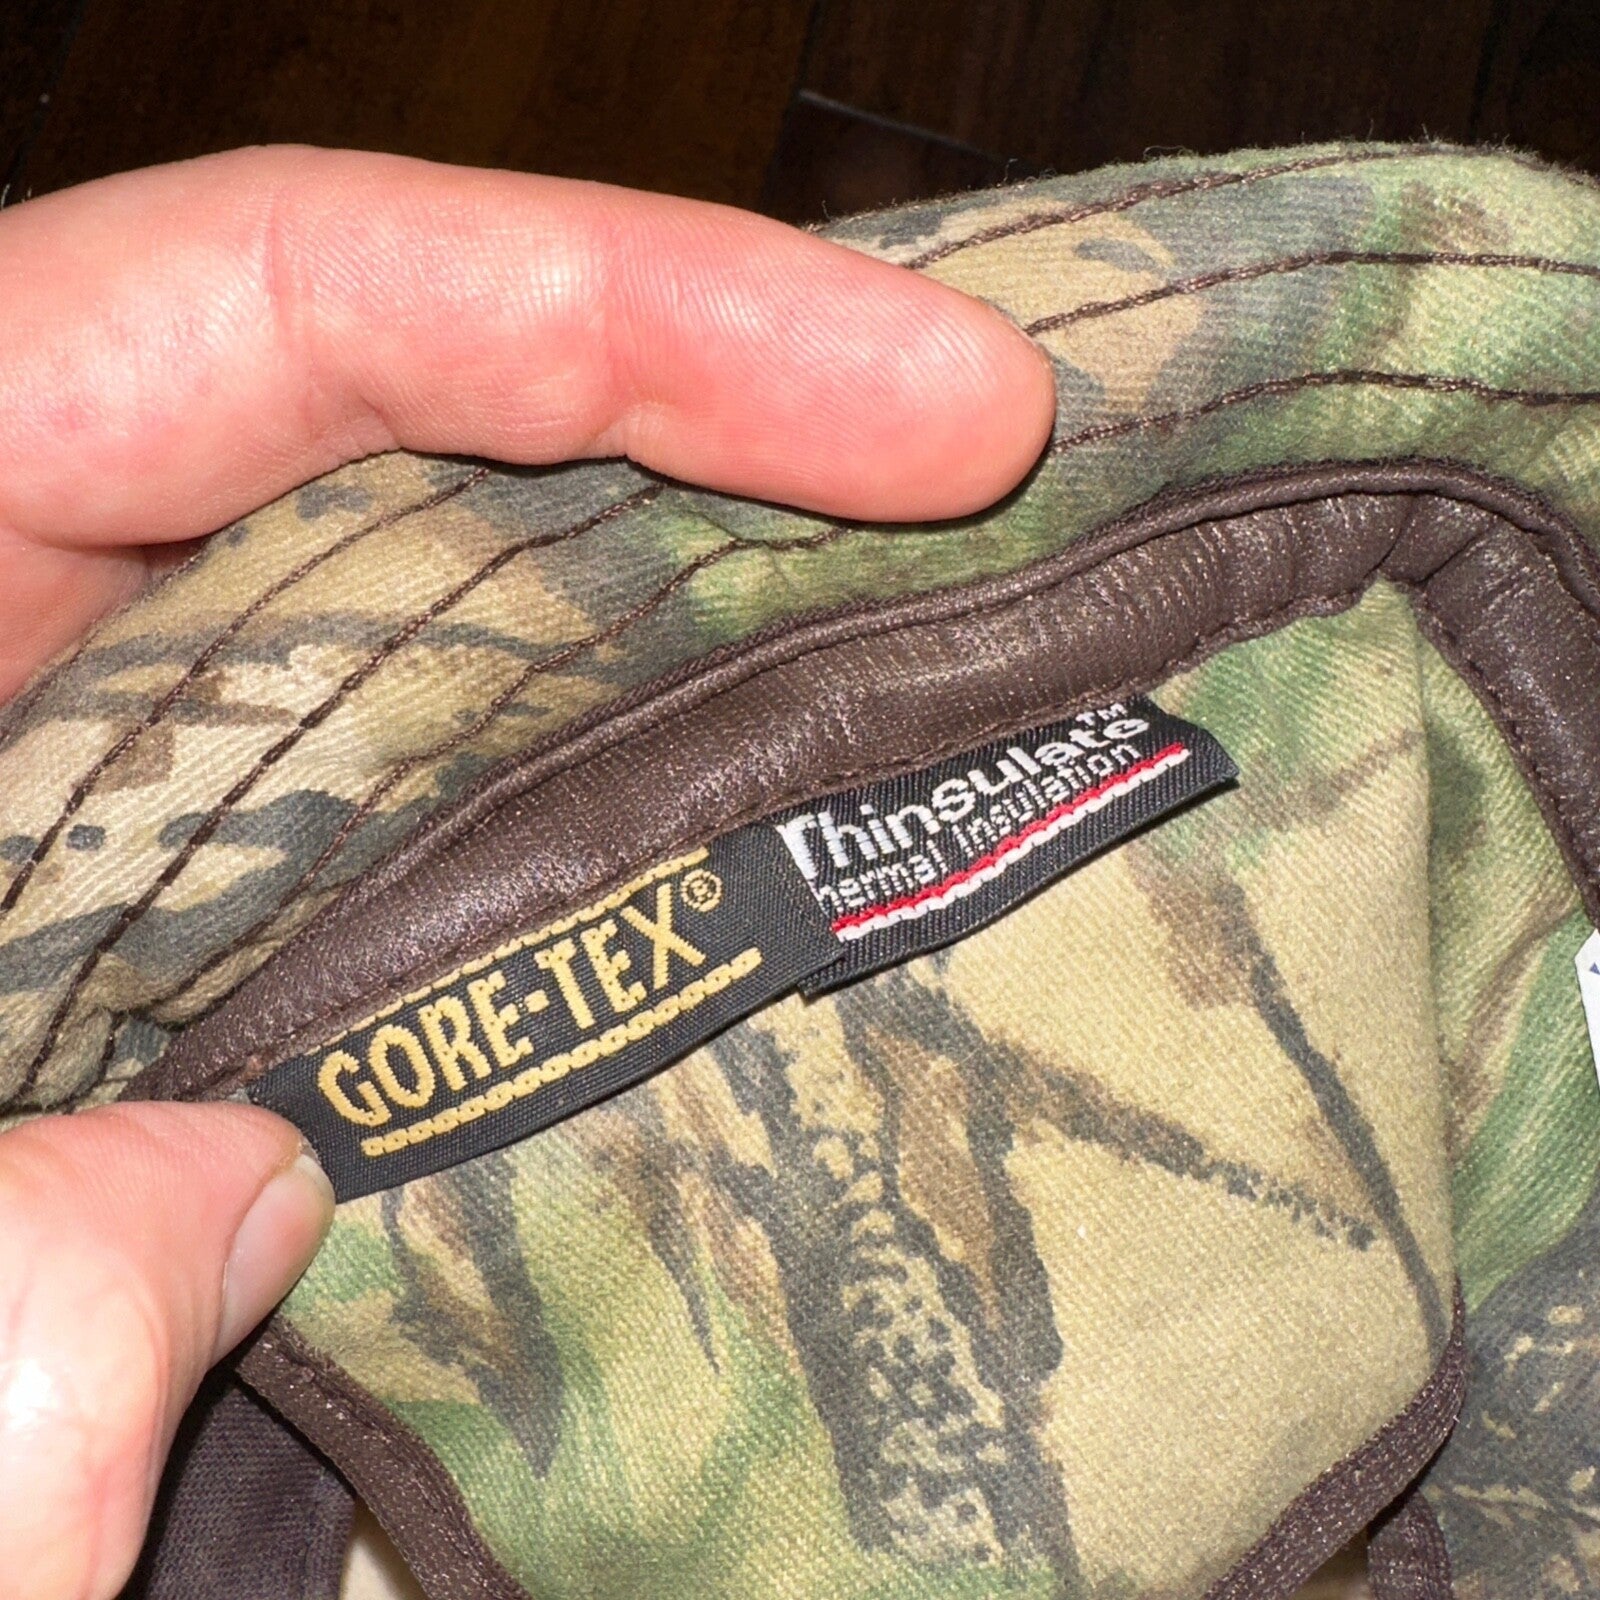 GORE-TEX®
Thinsulate™
Thermal Insulation